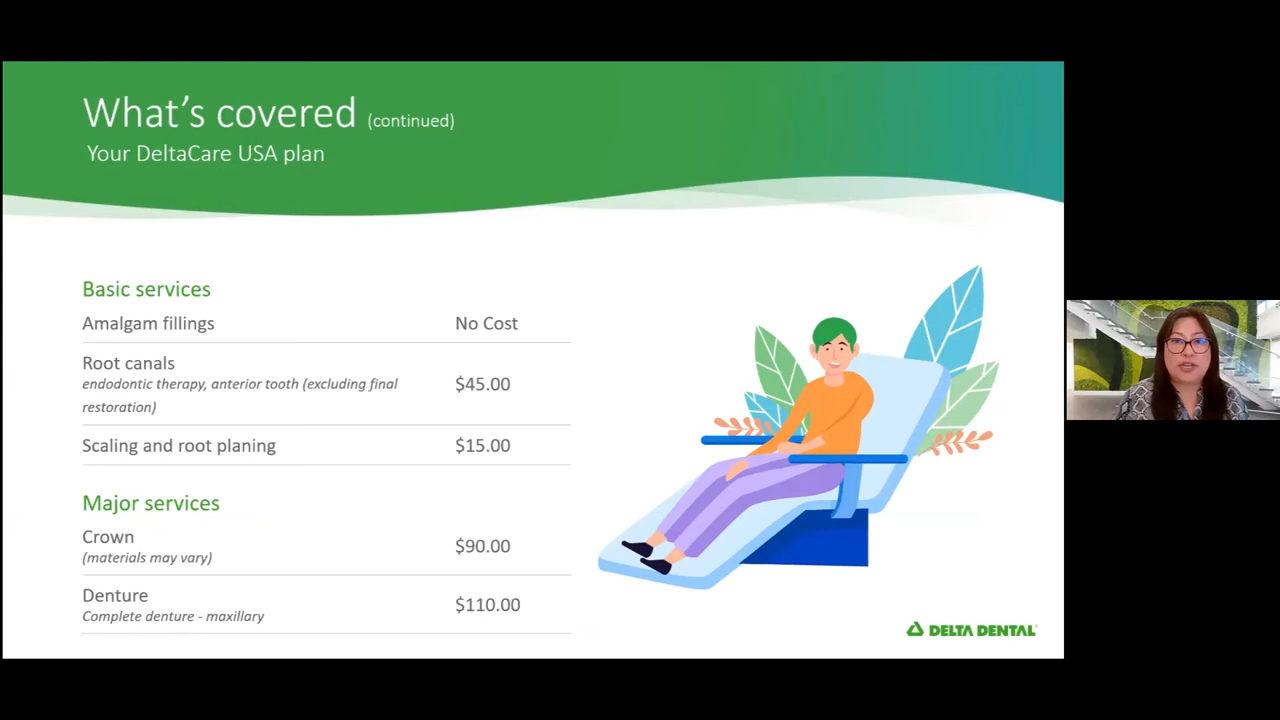 What's covered (continued)
Your DeltaCare USA plan
Basic services
Amalgam fillings No Cost
Root canals
endodontic therapy, anterior tooth (excluding final
restoration)
$45.00
Scaling and root planing $15.00
Major services
Crown
(materials may vary)
$90.00
Denture
Complete denture - maxillary
$110.00
DELTA DENTAL